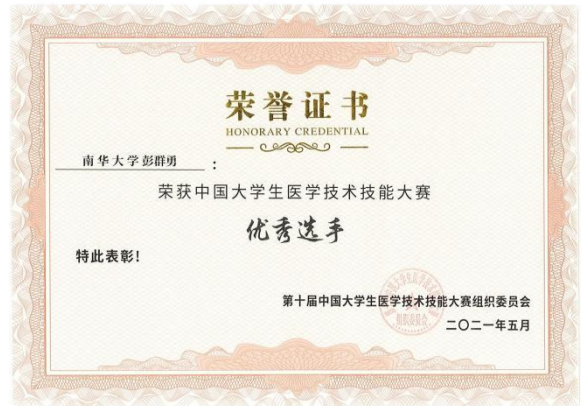 荣誉证书
HONORARY CREDENTIAL
南华大学彭群勇：
荣获中国大学生医学技术技能大赛
优秀选手
特此表彰！
第十届中国大学生医学技术技能大赛组织委员会
二〇二一年五月